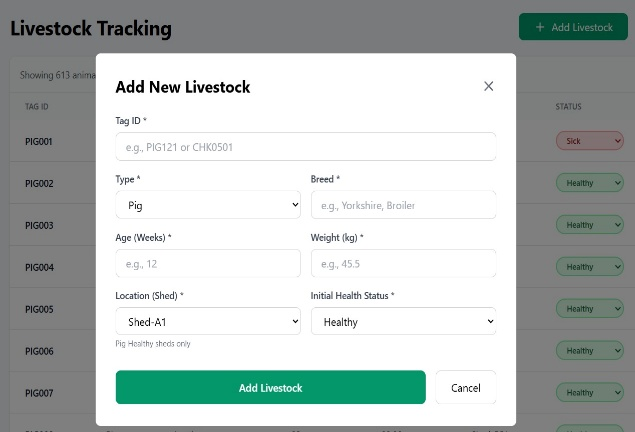 Livestock Tracking
+ Add Livestock
Showing 613 anima
TAG ID
STATUS
PIG001
Sick
PIG002
Healthy
PIG003
Healthy
PIG004
Healthy
PIG005
Healthy
PIG006
Healthy
PIG007
Healthy
Add New Livestock
Tag ID *
e.g., PIG121 or CHK0501
Type *
Breed *
Pig
e.g., Yorkshire, Broiler
Age (Weeks) *
Weight (kg) *
e.g., 12
e.g., 45.5
Location (Shed) *
Initial Health Status *
Shed-A1
Healthy
Pig Healthy sheds only
Add Livestock
Cancel